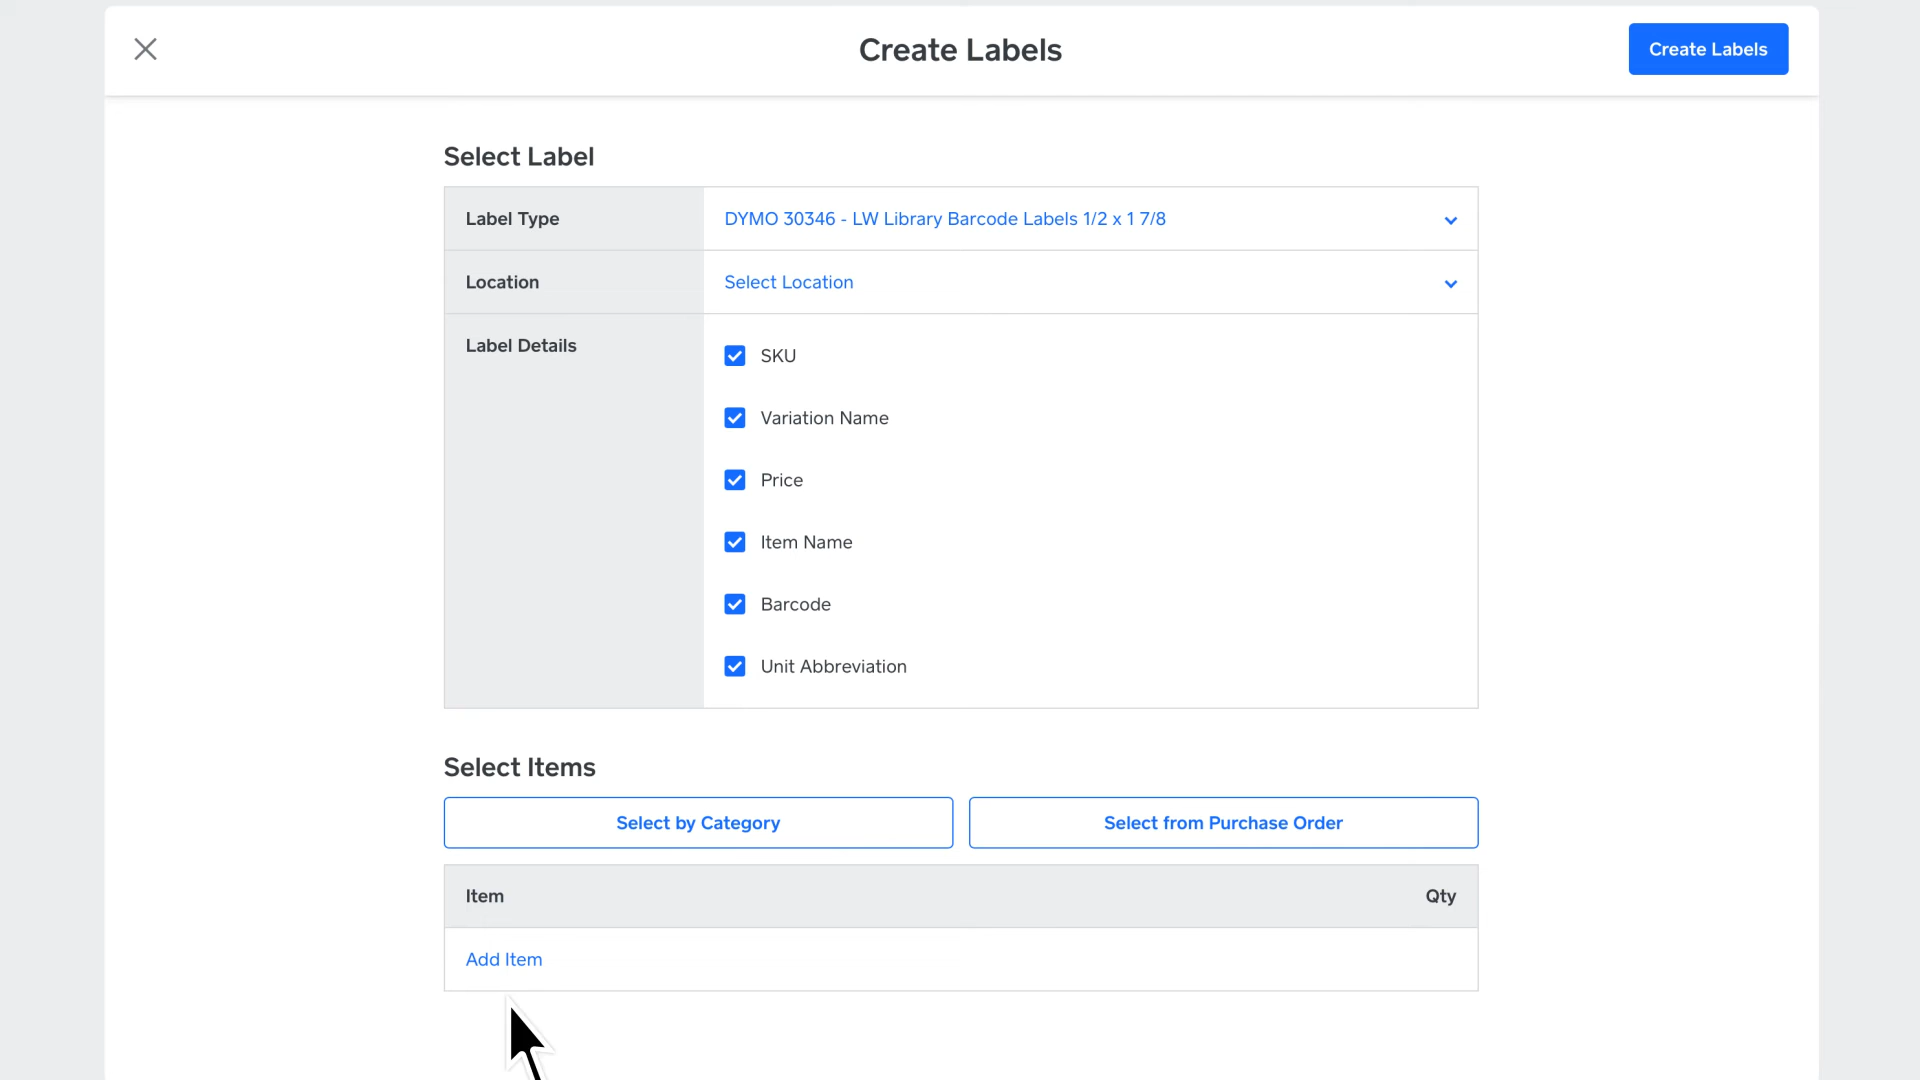 Create Labels
Create Labels
Select Label
Label Type
DYMO 30346 - LW Library Barcode Labels 1/2 x 1 7/8
Location
Select Location
Label Details
SKU
Variation Name
Price
Item Name
Barcode
Unit Abbreviation
Select Items
Select by Category
Select from Purchase Order
Item
Qty
Add Item